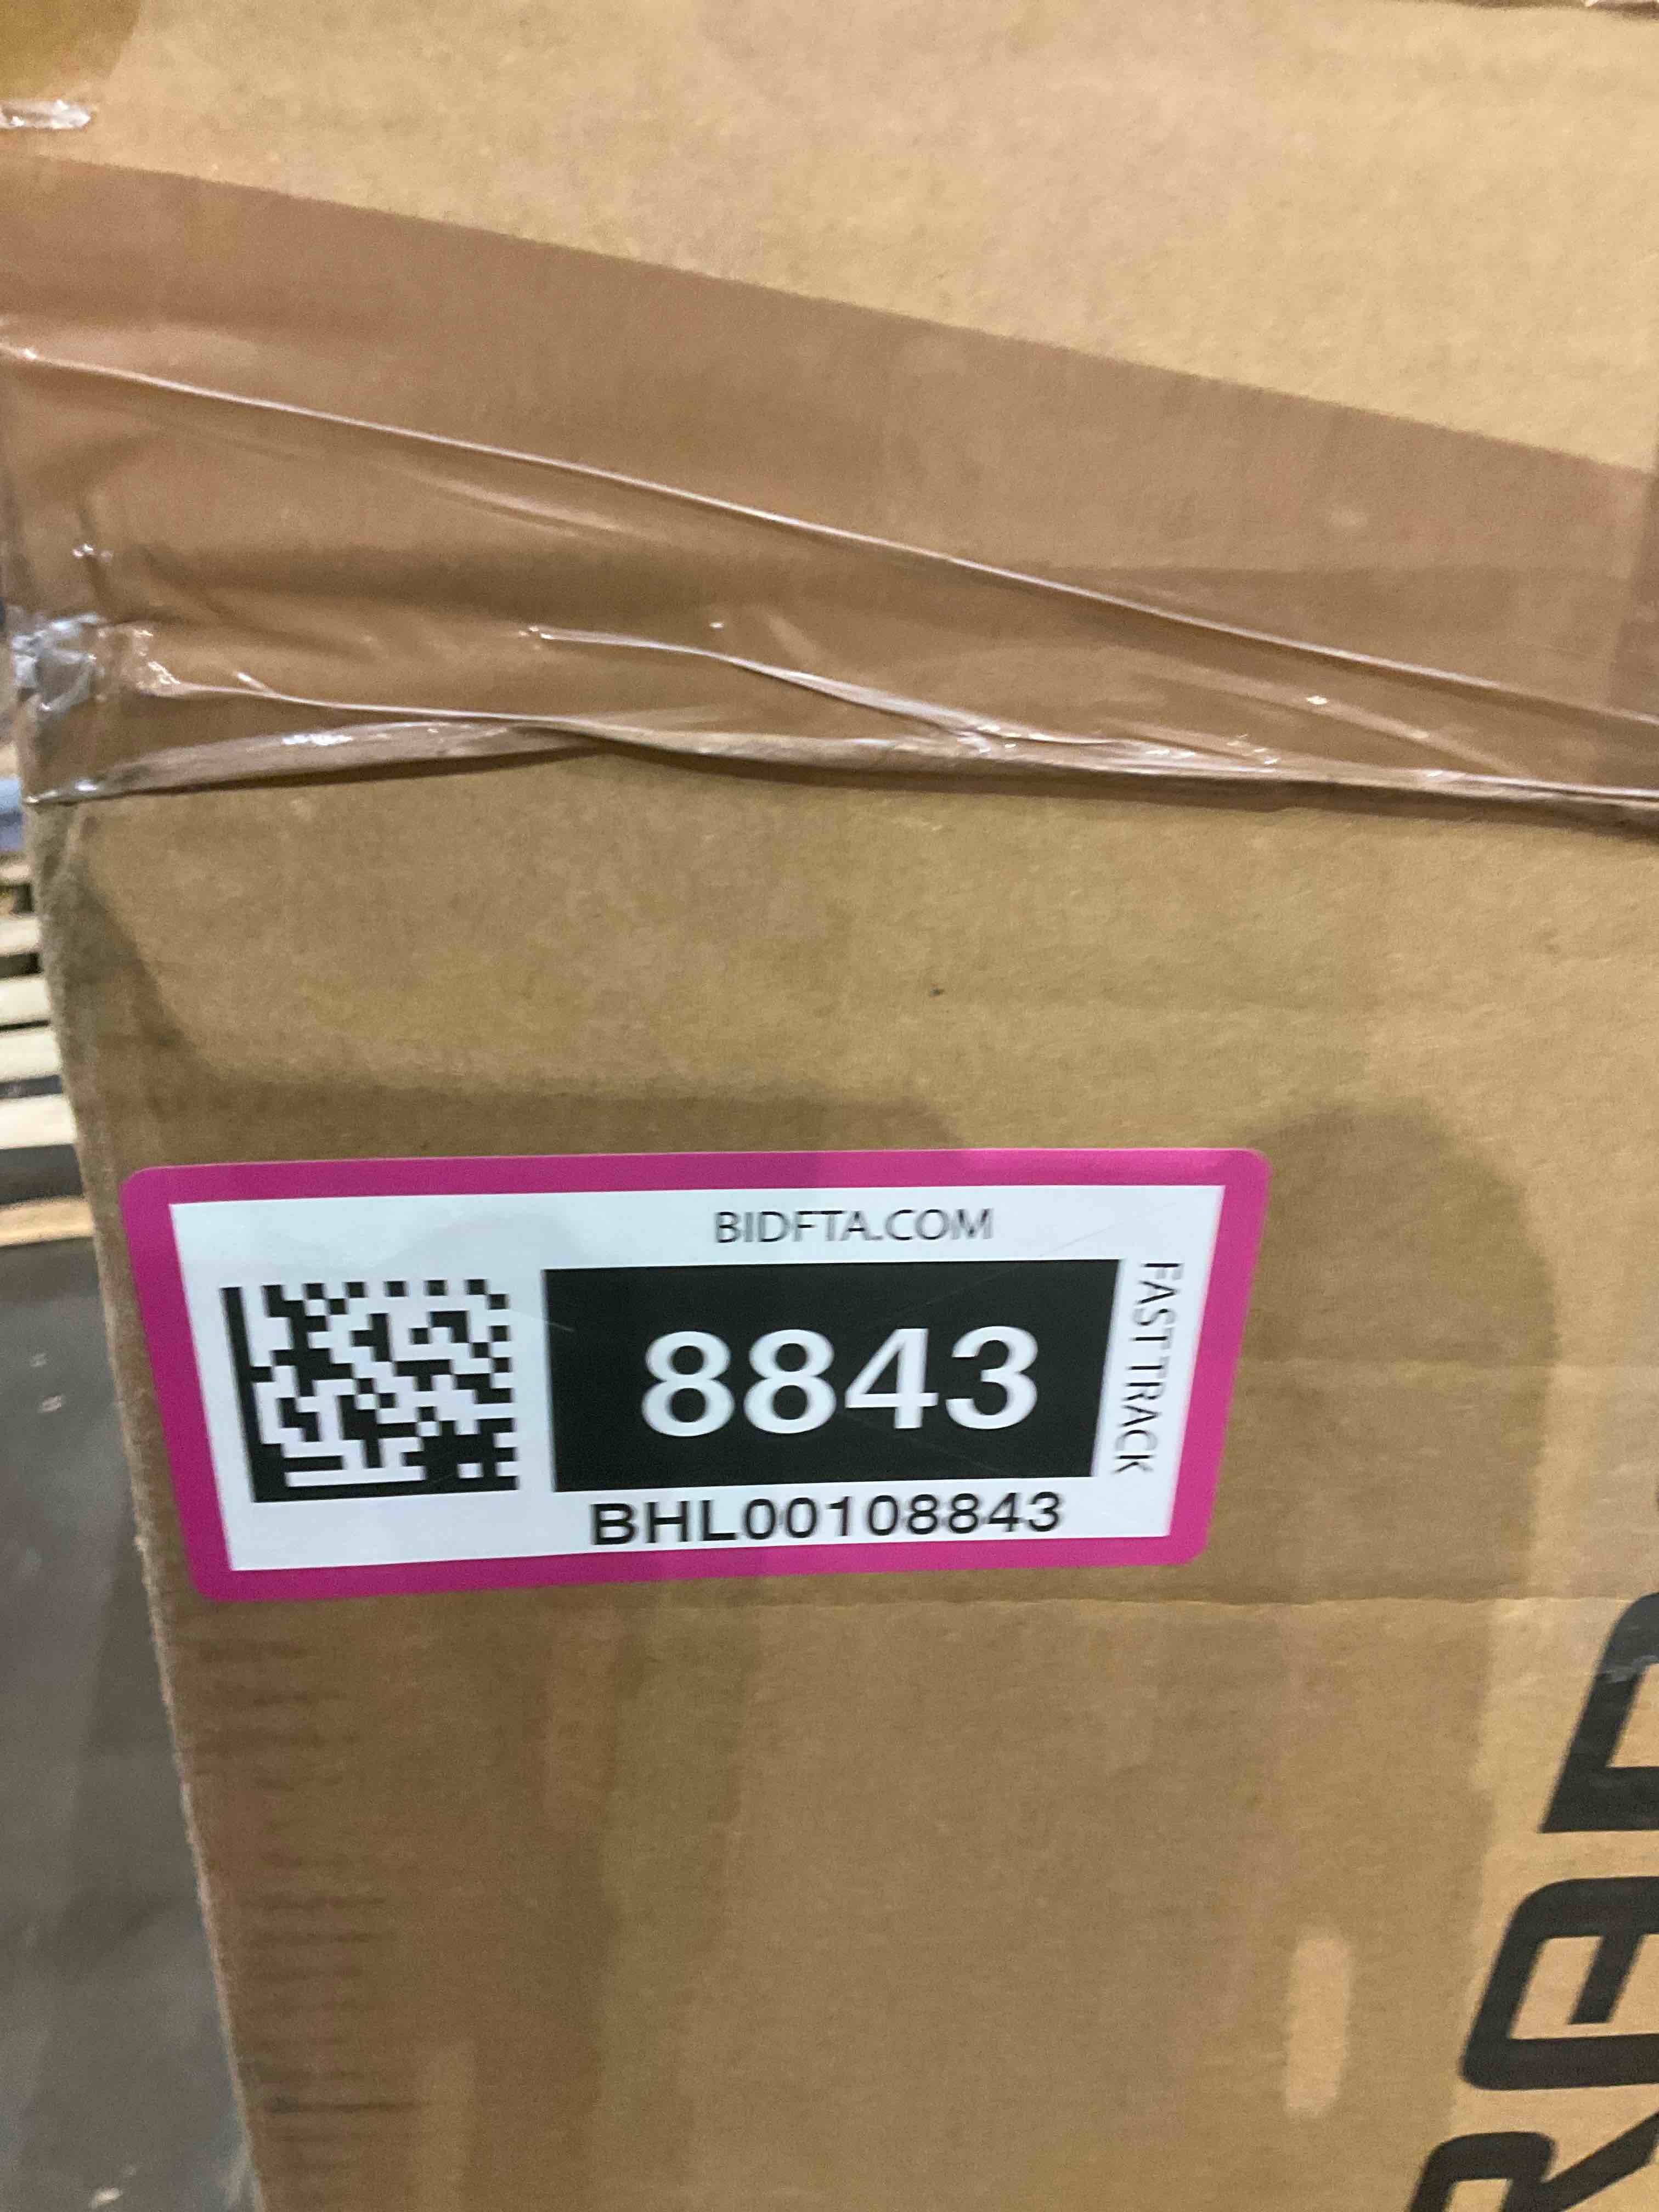 BIDFTA.COM
8843
FAST TRACK
BHL00108843